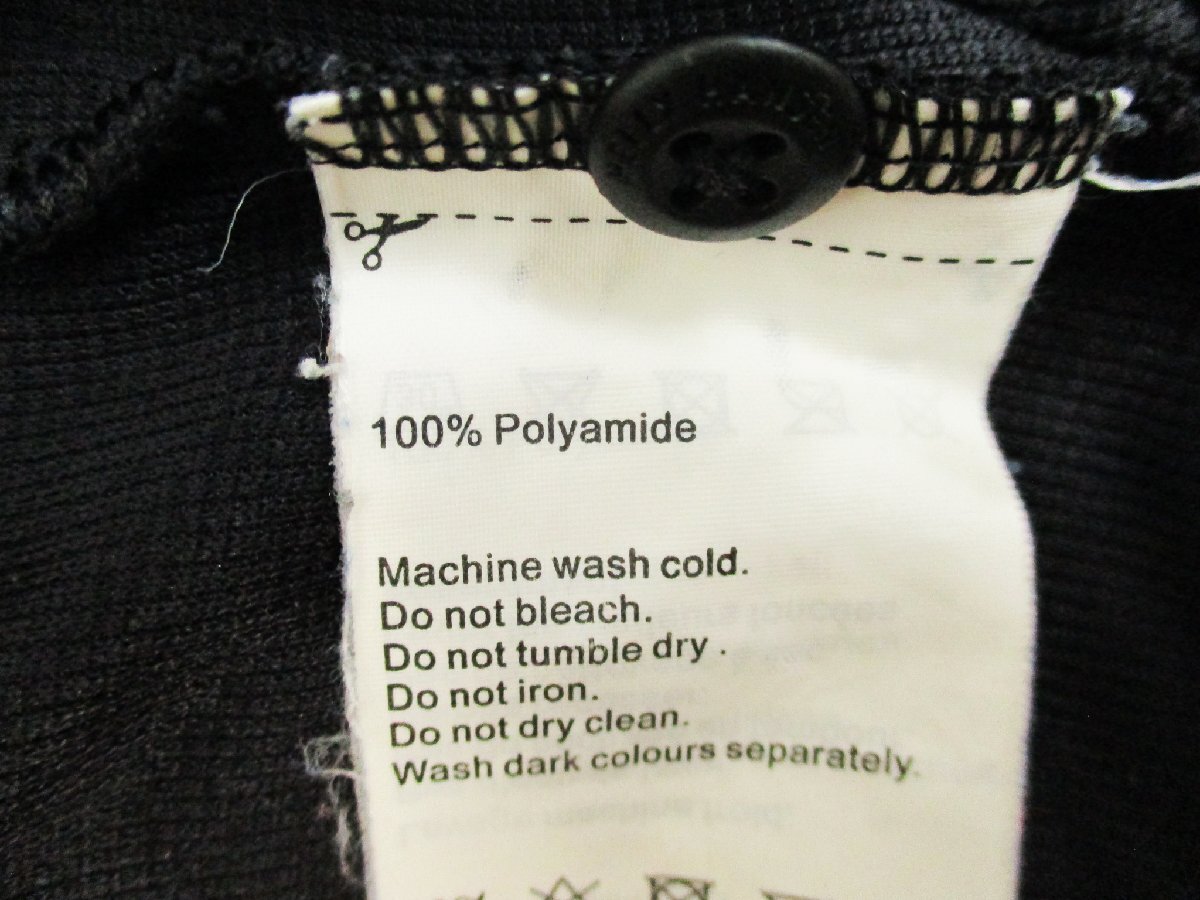 100% Polyamide
Machine wash cold.
Do not bleach.
Do not tumble dry .
Do not iron.
Do not dry clean.
Wash dark colours separately.